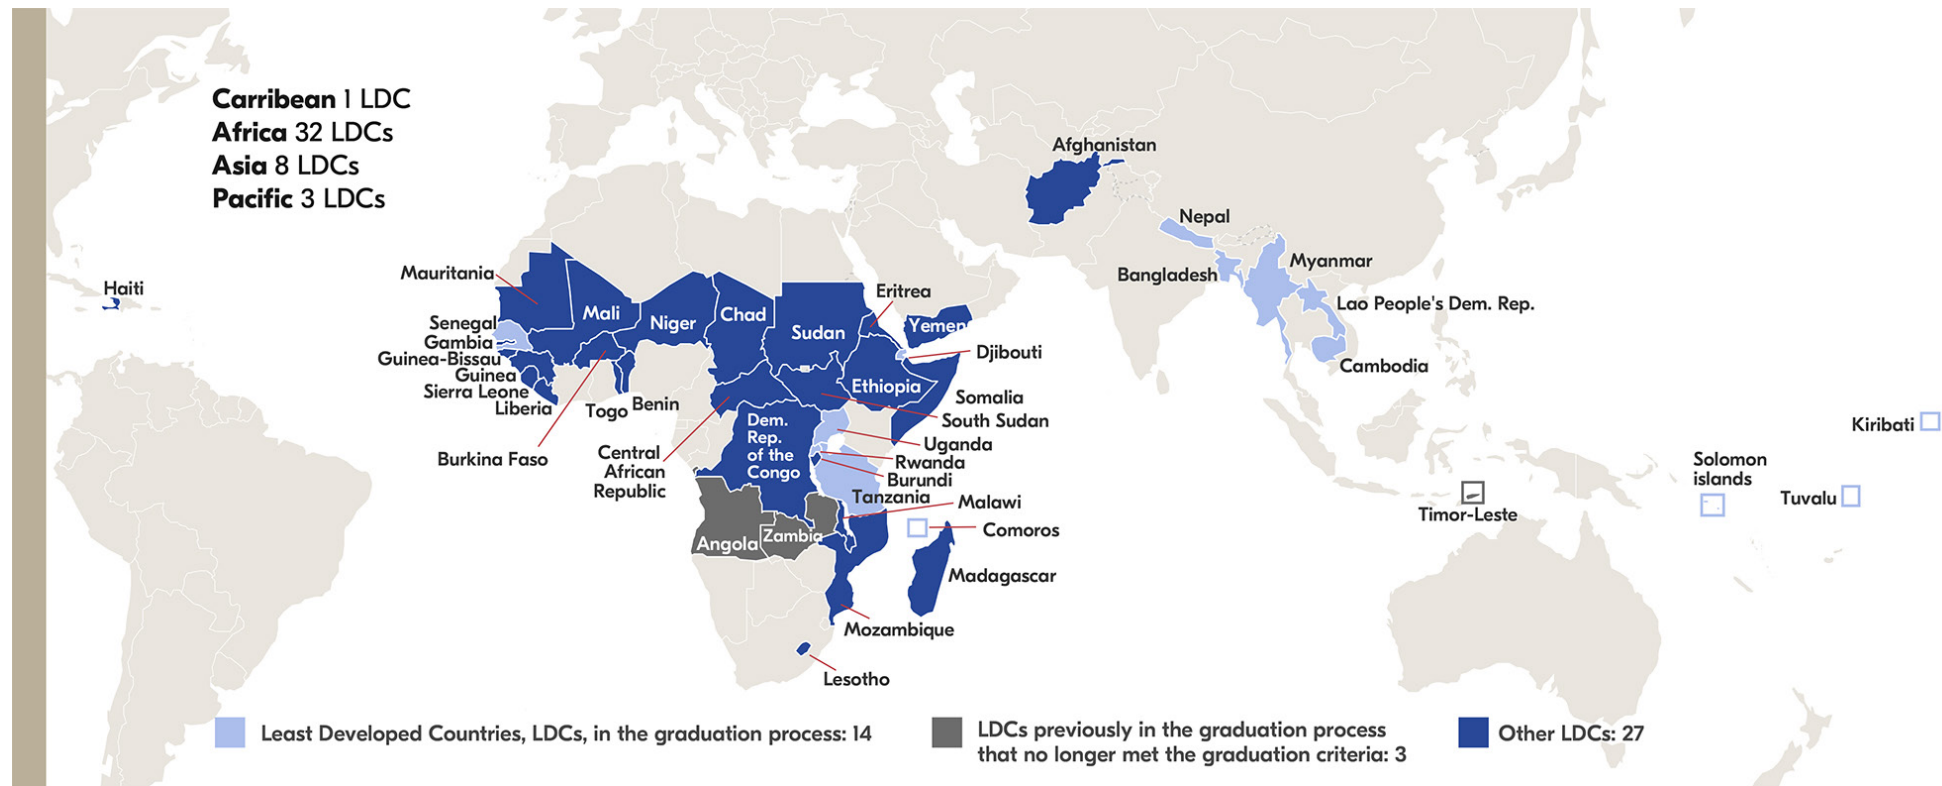 Carribean 1 LDC
Africa 32 LDCs
Asia 8 LDCs
Pacific 3 LDCs
Afghanistan
Nepal
Bangladesh
Myanmar
Lao People's Dem. Rep.
Cambodia
Haiti
Mauritania
Mali
Niger
Chad
Sudan
Eritrea
Yemen
Djibouti
Senegal
Gambia
Guinea-Bissau
Guinea
Sierra Leone
Liberia
Togo
Benin
Burkina Faso
Ethiopia
Somalia
South Sudan
Uganda
Rwanda
Burundi
Tanzania
Malawi
Comoros
Central
African
Republic
Dem.
Rep.
of the
Congo
Angola
Zambia
Madagascar
Mozambique
Lesotho
Timor-Leste
Solomon
islands
Kiribati
Tuvalu
Least Developed Countries, LDCs, in the graduation process: 14
LDCs previously in the graduation process
that no longer met the graduation criteria: 3
Other LDCs: 27